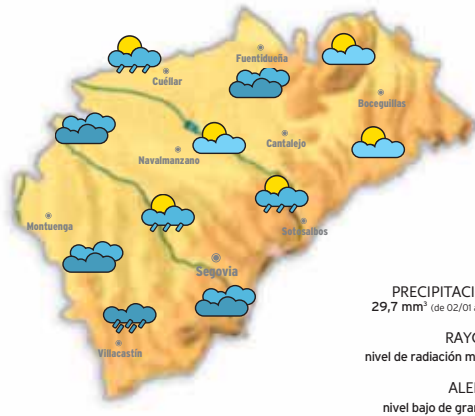 Fuentidueña
Cuéllar
Boceguillas
Cantalejo
Navalmanzano
Montuenga
Sotosalbos
Segovia
PRECIPITACI
29,7 mm³ (de 02/01 a
RAYO
nivel de radiación m
ALE
nivel bajo de gra
Villacastín